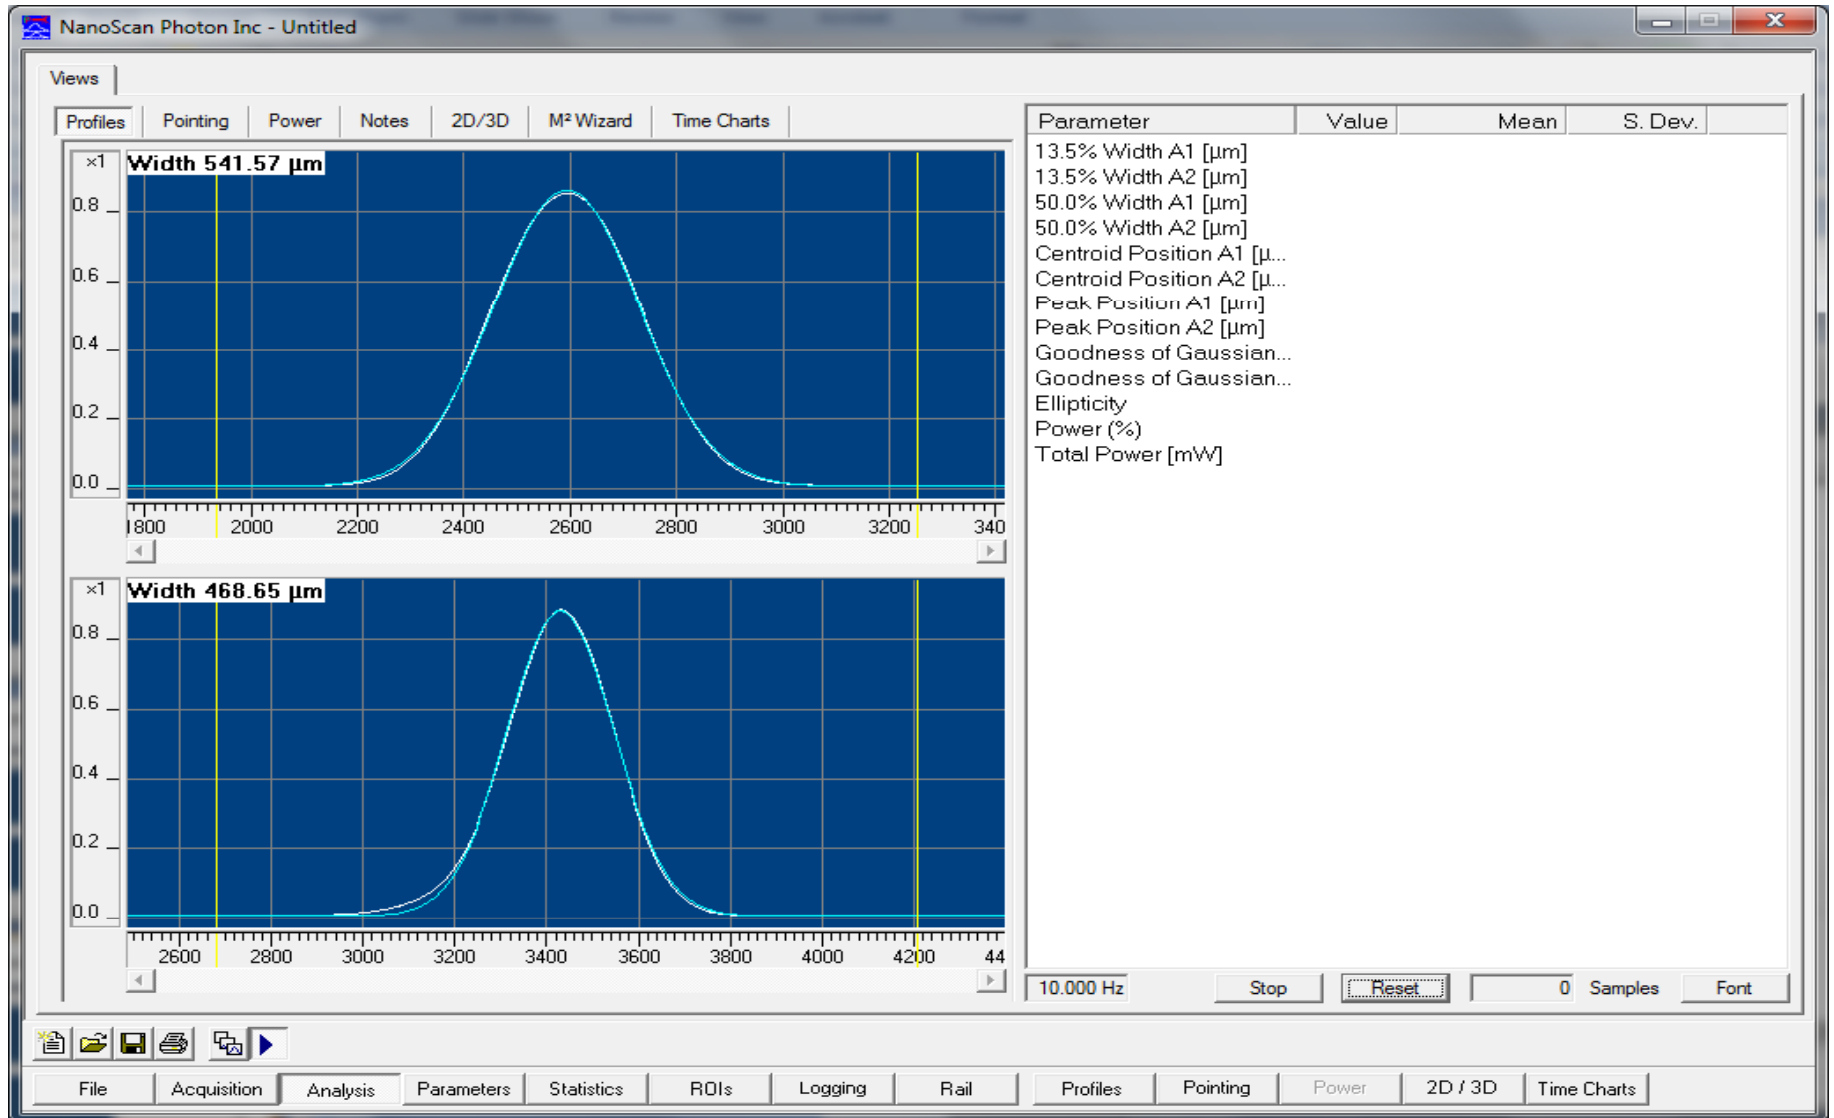 NanoScan Photon Inc - Untitled
Views
Profiles Pointing Power Notes 2D/3D M² Wizard Time Charts
×1 Width 541.57 µm
0.8
0.6
0.4
0.2
0.0
1800 2000 2200 2400 2600 2800 3000 3200 340
×1 Width 468.65 µm
0.8
0.6
0.4
0.2
0.0
2600 2800 3000 3200 3400 3600 3800 4000 4200 44
Parameter Value Mean S. Dev.
13.5% Width A1 [µm]
13.5% Width A2 [µm]
50.0% Width A1 [µm]
50.0% Width A2 [µm]
Centroid Position A1 [µ...
Centroid Position A2 [µ...
Peak Position A1 [µm]
Peak Position A2 [µm]
Goodness of Gaussian...
Goodness of Gaussian...
Ellipticity
Power (%)
Total Power [mW]
10.000 Hz Stop Reset 0 Samples Font
File Acquisition Analysis Parameters Statistics ROIs Logging Rail Profiles Pointing Power 2D / 3D Time Charts